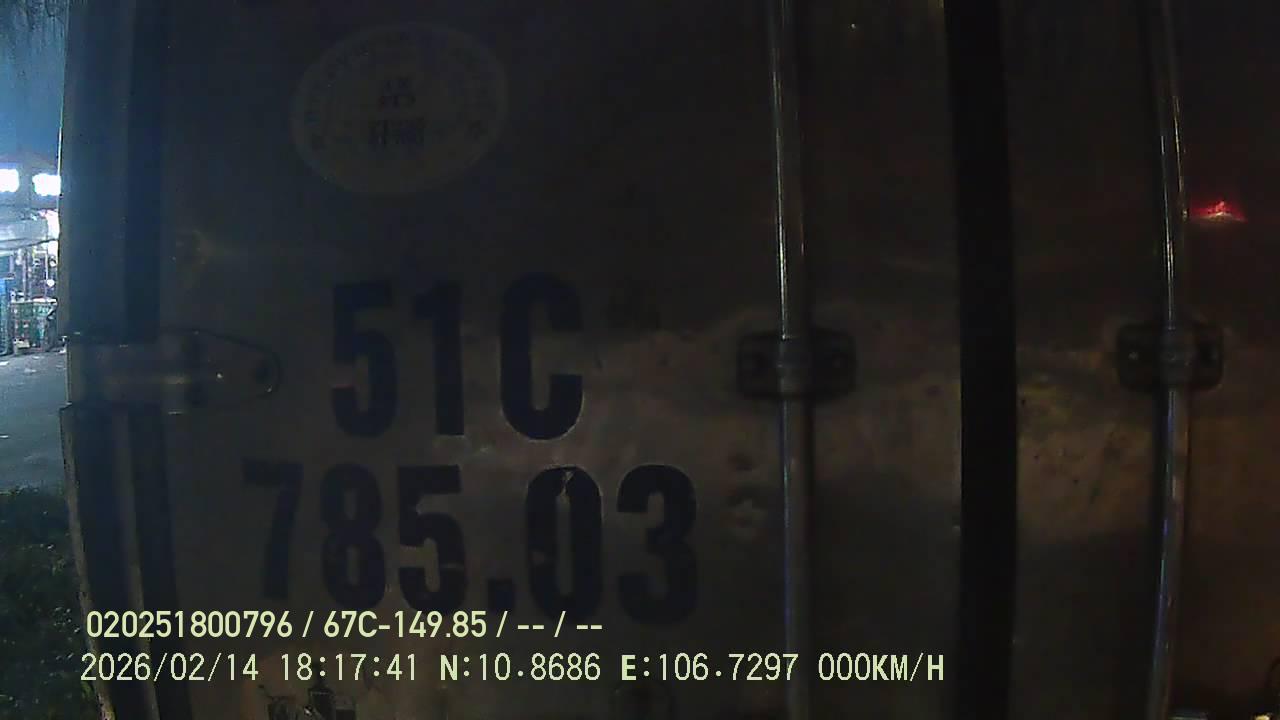 51C
785.03
020251800796 / 67C-149.85 / -- / --
2026/02/14 18:17:41 N:10.8686 E:106.7297 000KM/H